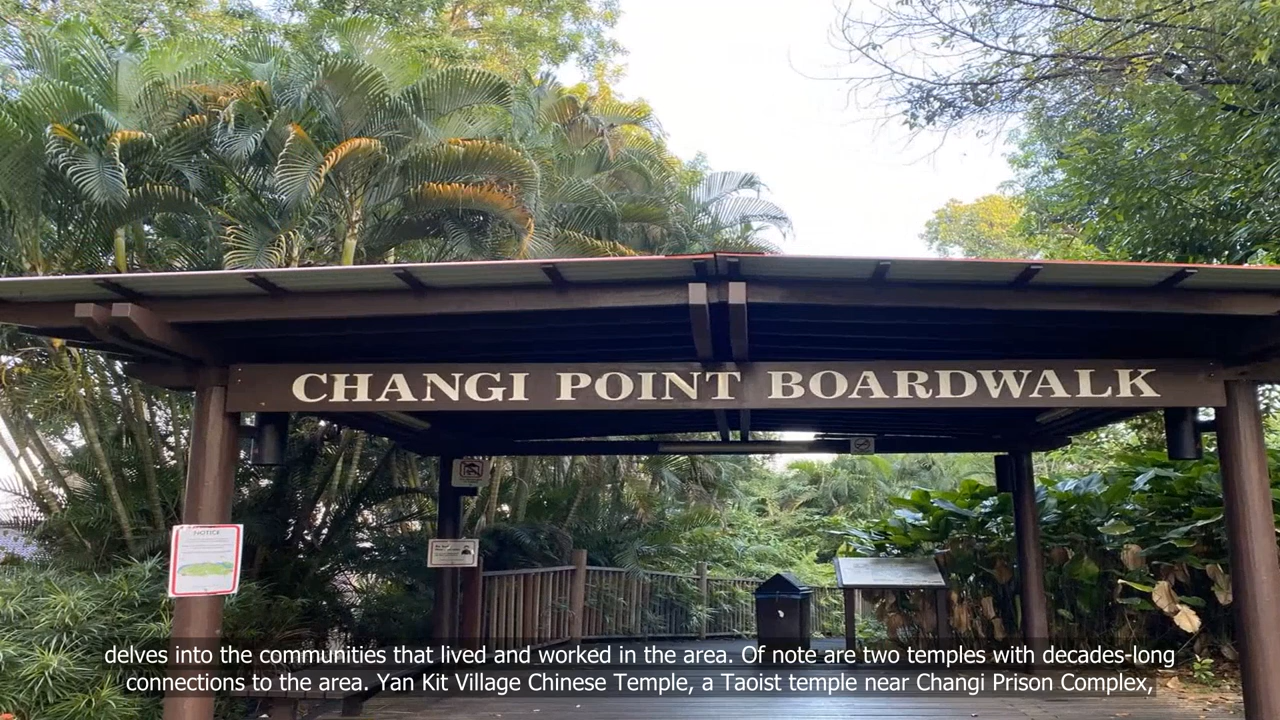 CHANGI POINT BOARDWALK
NOTICE
delves into the communities that lived and worked in the area. Of note are two temples with decades-long
connections to the area. Yan Kit Village Chinese Temple, a Taoist temple near Changi Prison Complex,